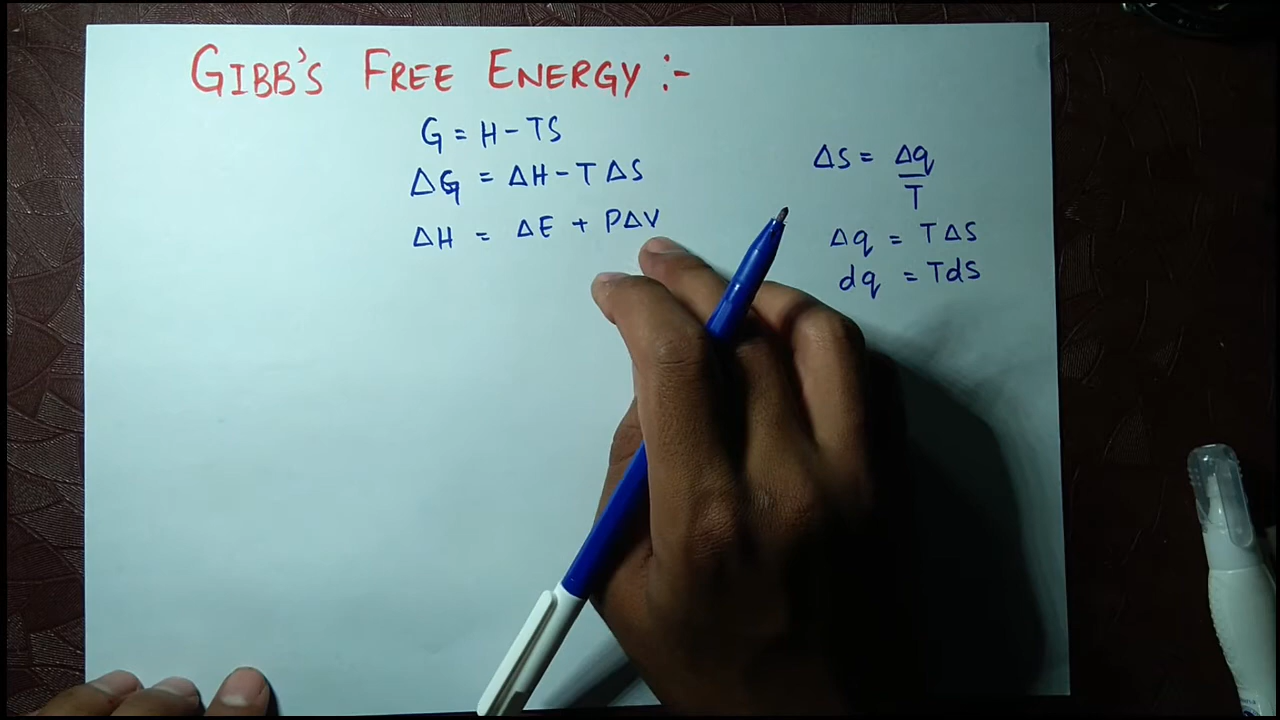 GIBB'S FREE ENERGY :-
G = H - TS
ΔG = ΔH - TΔS
ΔH = ΔE + PΔV
ΔS = Δq
T
Δq = TΔS
dq = TdS